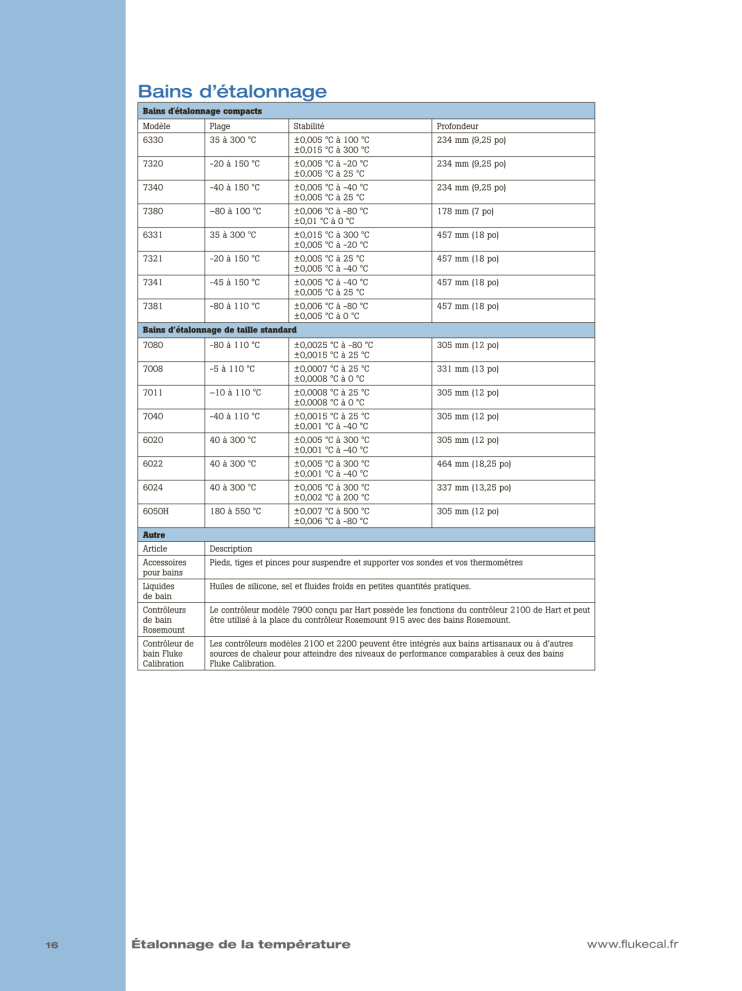 Bains d'étalonnage
Bains d'étalonnage compacts
Modèle Plage Stabilité Profondeur
6330 35 à 300 °C ±0,005 °C à 100 °C 234 mm (9,25 po)
±0,015 °C à 300 °C
7320 -20 à 150 °C ±0,005 °C à -20 °C 234 mm (9,25 po)
±0,005 °C à 25 °C
7340 -40 à 150 °C ±0,005 °C à -40 °C 234 mm (9,25 po)
±0,005 °C à 25 °C
7380 −80 à 100 °C ±0,006 °C à -80 °C 178 mm (7 po)
±0,01 °C à 0 °C
6331 35 à 300 °C ±0,015 °C à 300 °C 457 mm (18 po)
±0,005 °C à -20 °C
7321 -20 à 150 °C ±0,005 °C à 25 °C 457 mm (18 po)
±0,005 °C à -40 °C
7341 -45 à 150 °C ±0,005 °C à -40 °C 457 mm (18 po)
±0,005 °C à 25 °C
7381 -80 à 110 °C ±0,006 °C à -80 °C 457 mm (18 po)
±0,005 °C à 0 °C
Bains d'étalonnage de taille standard
7080 -80 à 110 °C ±0,0025 °C à -80 °C 305 mm (12 po)
±0,0015 °C à 25 °C
7008 -5 à 110 °C ±0,0007 °C à 25 °C 331 mm (13 po)
±0,0008 °C à 0 °C
7011 −10 à 110 °C ±0,0008 °C à 25 °C 305 mm (12 po)
±0,0008 °C à 0 °C
7040 -40 à 110 °C ±0,0015 °C à 25 °C 305 mm (12 po)
±0,001 °C à -40 °C
6020 40 à 300 °C ±0,005 °C à 300 °C 305 mm (12 po)
±0,001 °C à -40 °C
6022 40 à 300 °C ±0,005 °C à 300 °C 464 mm (18,25 po)
±0,001 °C à -40 °C
6024 40 à 300 °C ±0,005 °C à 300 °C 337 mm (13,25 po)
±0,002 °C à 200 °C
6050H 180 à 550 °C ±0,007 °C à 500 °C 305 mm (12 po)
±0,006 °C à -80 °C
Autre
Article Description
Accessoires Pieds, tiges et pinces pour suspendre et supporter vos sondes et vos thermomètres
pour bains
Liquides Huiles de silicone, sel et fluides froids en petites quantités pratiques.
de bain
Contrôleurs Le contrôleur modèle 7900 conçu par Hart possède les fonctions du contrôleur 2100 de Hart et peut
de bain être utilisé à la place du contrôleur Rosemount 915 avec des bains Rosemount.
Rosemount
Contrôleur de Les contrôleurs modèles 2100 et 2200 peuvent être intégrés aux bains artisanaux ou à d'autres
bain Fluke sources de chaleur pour atteindre des niveaux de performance comparables à ceux des bains
Calibration Fluke Calibration.
16 Étalonnage de la température www.flukecal.fr